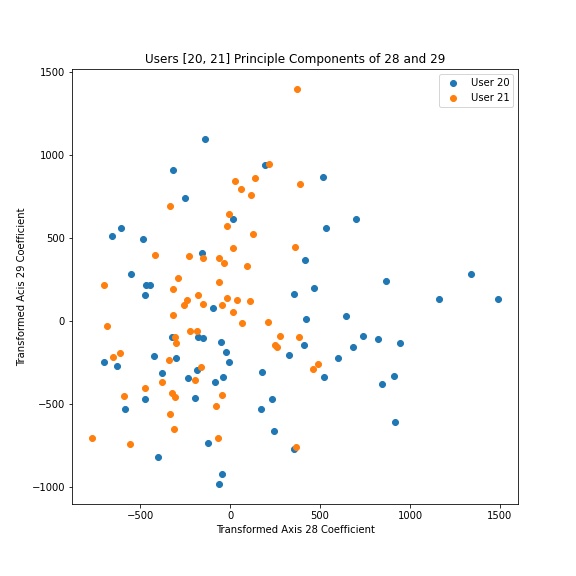 Users [20, 21] Principle Components of 28 and 29
User 20
User 21
1500
1000
500
0
−500
−1000
Transformed Acis 29 Coefficient
−500
0
500
1000
1500
Transformed Axis 28 Coefficient